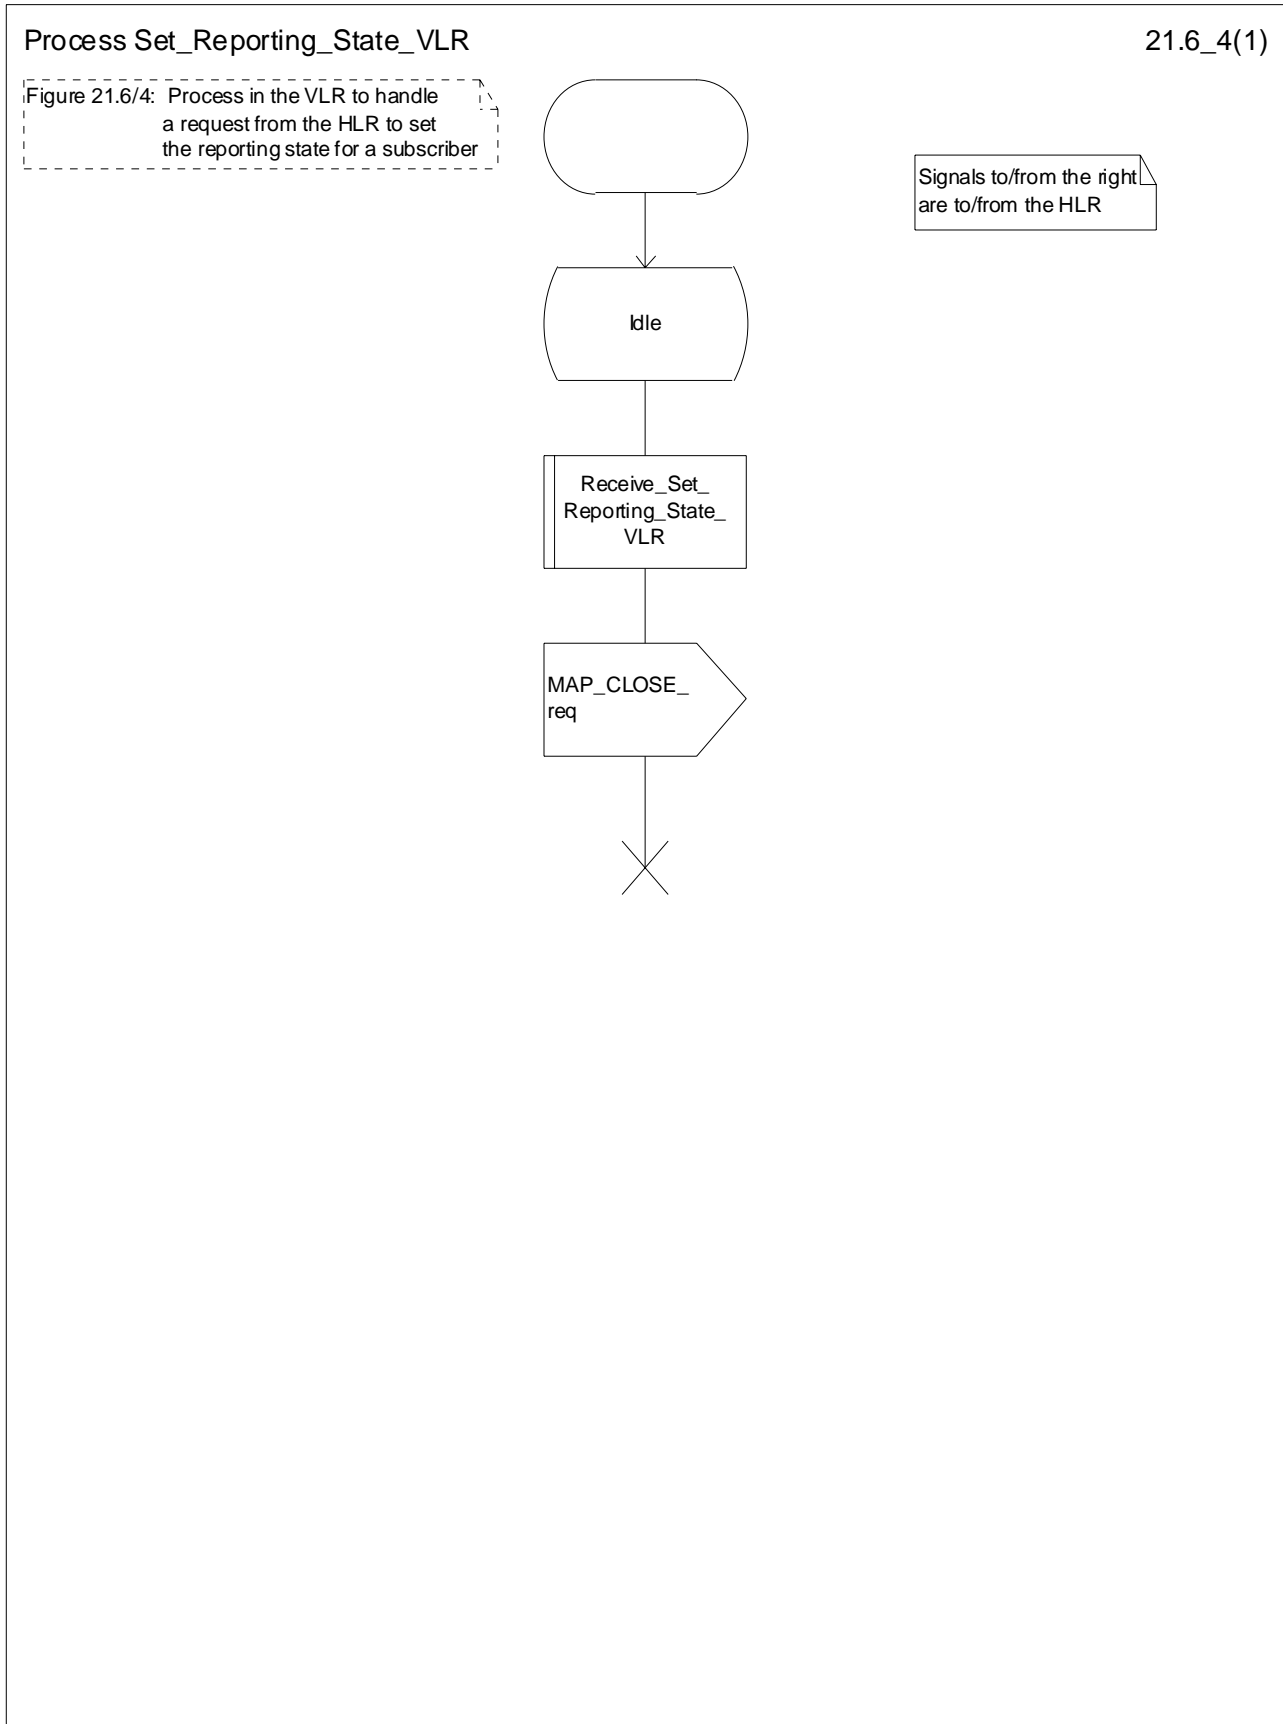 Process Set_Reporting_State_VLR
21.6_4(1)
Figure 21.6/4: Process in the VLR to handle
a request from the HLR to set
the reporting state for a subscriber
Signals to/from the right
are to/from the HLR
Idle
Receive_Set_
Reporting_State_
VLR
MAP_CLOSE_
req